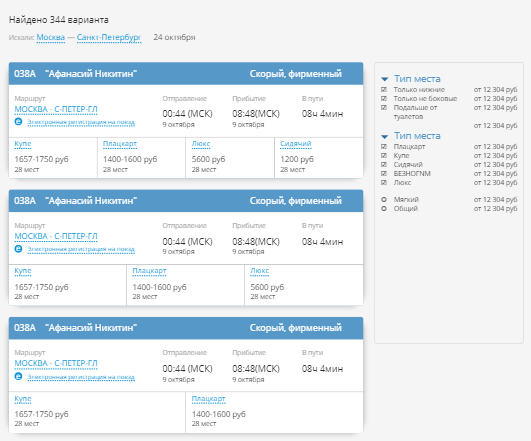 Найдено 344 варианта
Искали: Москва — Санкт-Петербург 24 октября
038А "Афанасий Никитин" Скорый, фирменный
Маршрут Отправление Прибытие В пути
МОСКВА - С-ПЕТЕР-ГЛ 00:44 (МСК) 08:48(МСК) 08ч 4мин
Электронная регистрация на поезд 9 октября 9 октября
Купе Плацкарт Люкс Сидячий
1657-1750 руб 1400-1600 руб 5600 руб 1200 руб
28 мест 28 мест 28 мест 28 мест
038А "Афанасий Никитин" Скорый, фирменный
Маршрут Отправление Прибытие В пути
МОСКВА - С-ПЕТЕР-ГЛ 00:44 (МСК) 08:48(МСК) 08ч 4мин
Электронная регистрация на поезд 9 октября 9 октября
Купе Плацкарт Люкс
1657-1750 руб 1400-1600 руб 5600 руб
28 мест 28 мест 28 мест
038А "Афанасий Никитин" Скорый, фирменный
Маршрут Отправление Прибытие В пути
МОСКВА - С-ПЕТЕР-ГЛ 00:44 (МСК) 08:48(МСК) 08ч 4мин
Электронная регистрация на поезд 9 октября 9 октября
Купе Плацкарт
1657-1750 руб 1400-1600 руб
28 мест 28 мест
Тип места
Только нижние от 12 304 руб
Только не боковые от 12 304 руб
Подальше от от 12 304 руб
туалетов
от 12 304 руб
Тип места
Плацкарт от 12 304 руб
Купе от 12 304 руб
Сидячий от 12 304 руб
БЕЗНОГNМ от 12 304 руб
Люкс от 12 304 руб
Мягкий от 12 304 руб
Общий от 12 304 руб